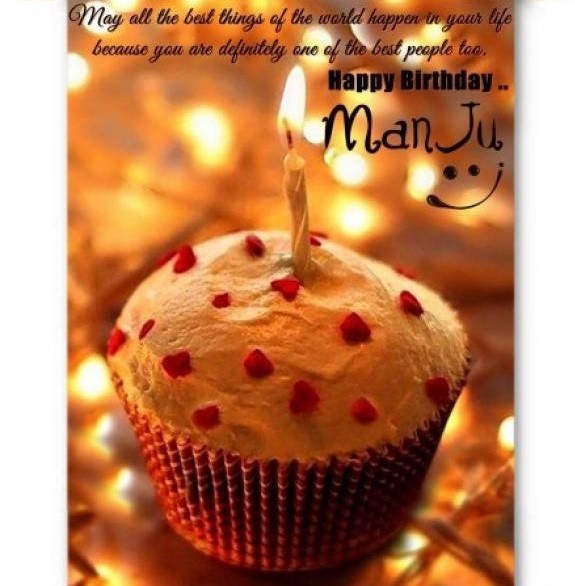 May all the best things of the world happen in your life
because you are definitely one of the best people too.
Happy Birthday ..
ManJu